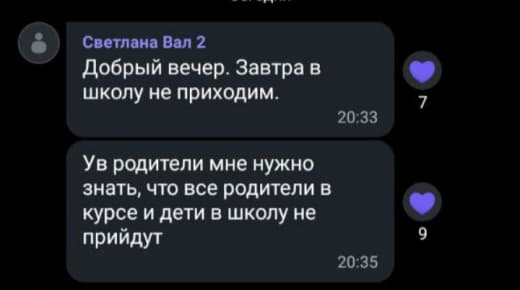 Светлана Вал 2
Добрый вечер. Завтра в
школу не приходим.
20:33
7
Ув родители мне нужно
знать, что все родители в
курсе и дети в школу не
прийдут
20:35
9